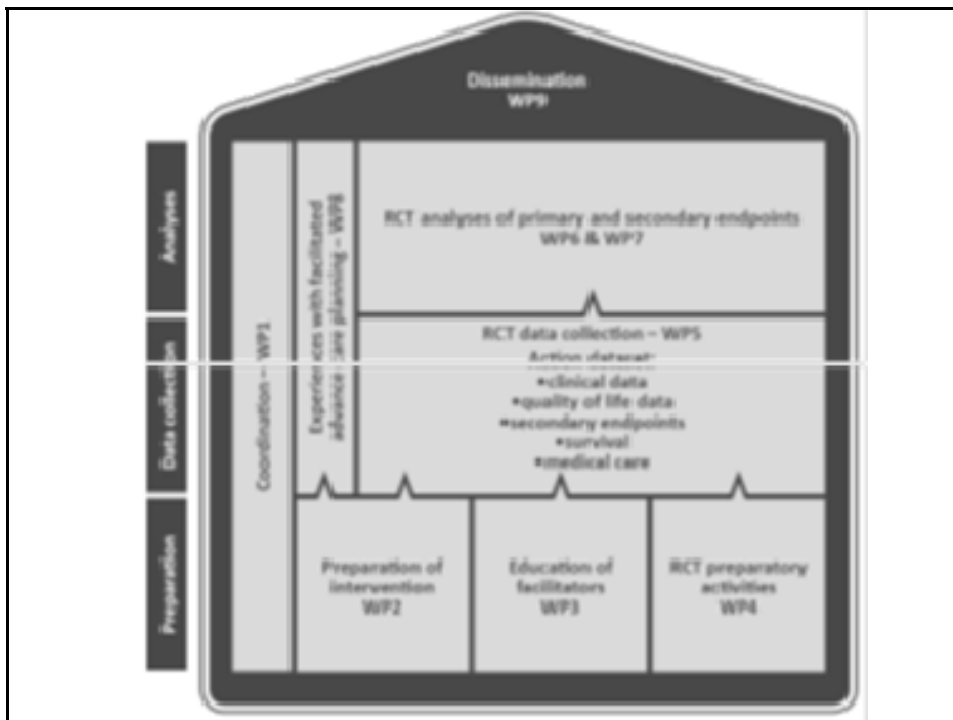 Dissemination
WP9
Analyses
Data collection
Preparation
Coordination – WP1
Experiences with facilitated
advance care planning – WP8
RCT analyses of primary and secondary endpoints
WP6 & WP7
RCT data collection – WP5
Action dataset:
•clinical data
•quality of life data
•secondary endpoints
•survival
•medical care
Preparation of
intervention
WP2
Education of
facilitators
WP3
RCT preparatory
activities
WP4